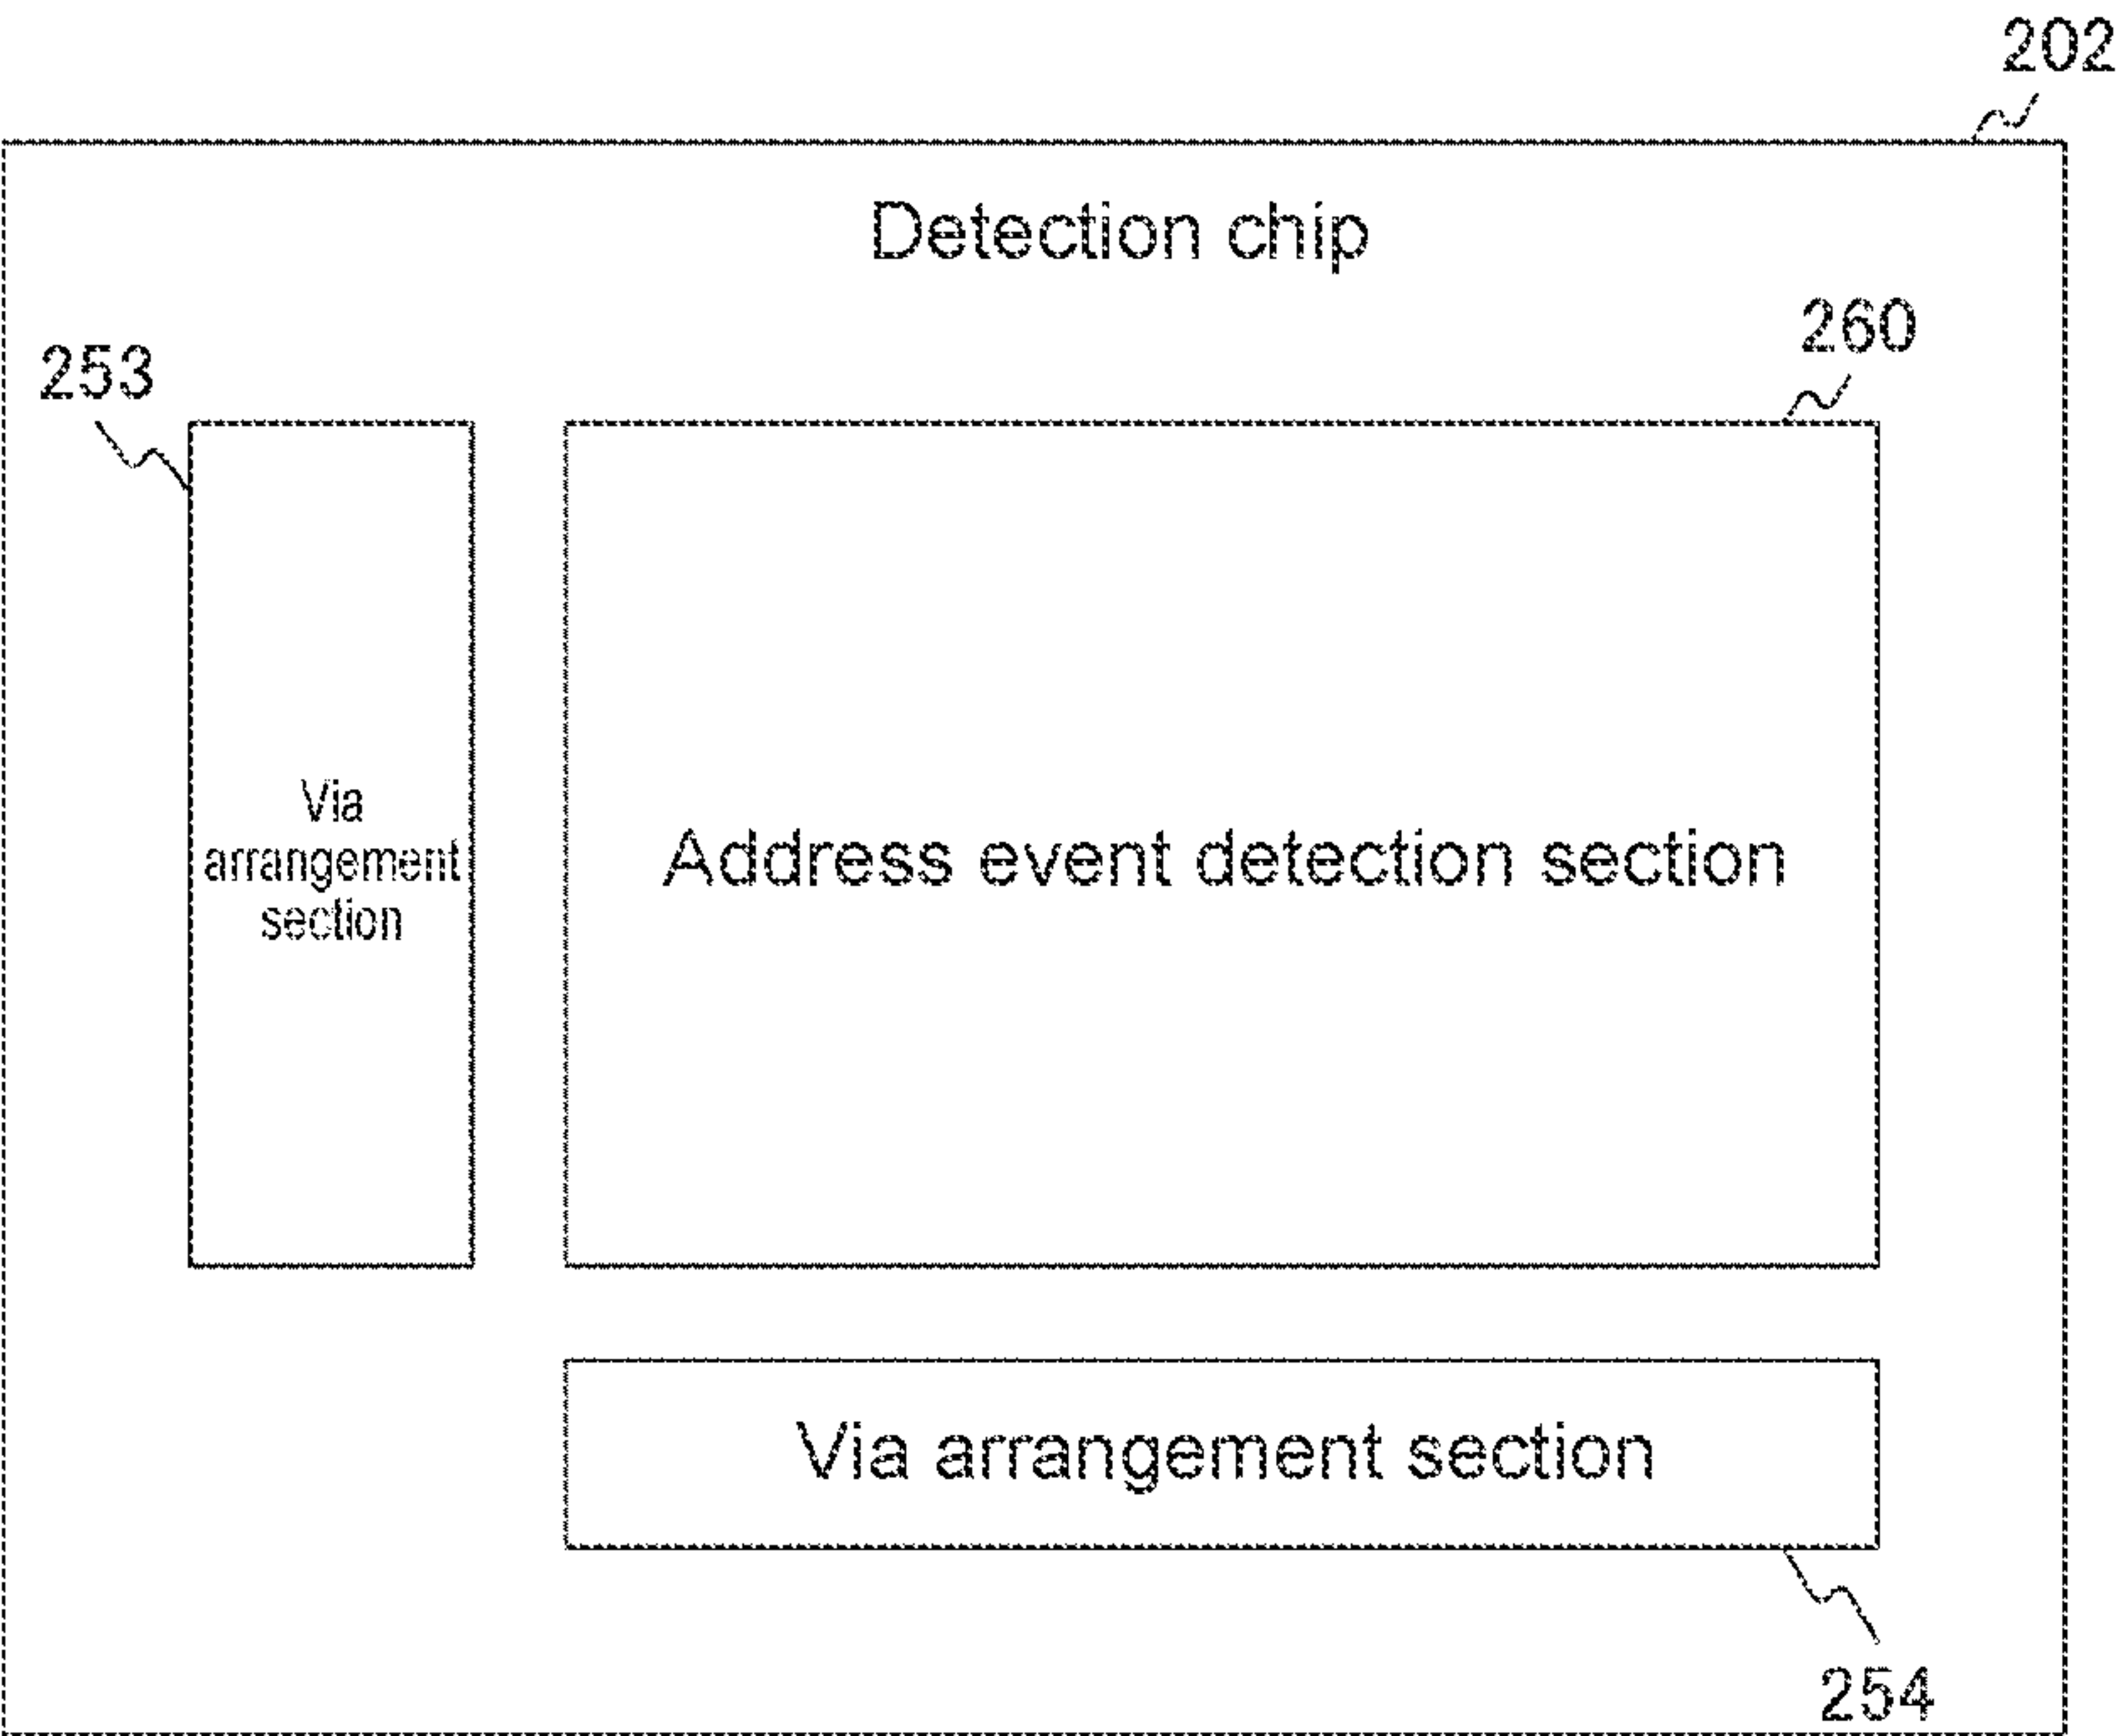 202
Detection chip
260
253
Via
arrangement
section
Address event detection section
Via arrangement section
254